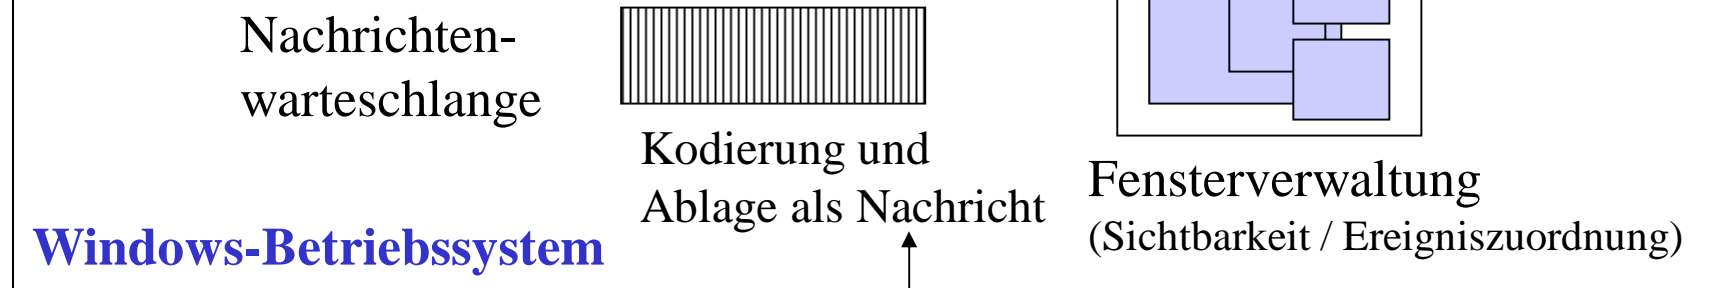 Nachrichten-
warteschlange
Kodierung und
Ablage als Nachricht
Fensterverwaltung
(Sichtbarkeit / Ereigniszuordnung)
Windows-Betriebssystem